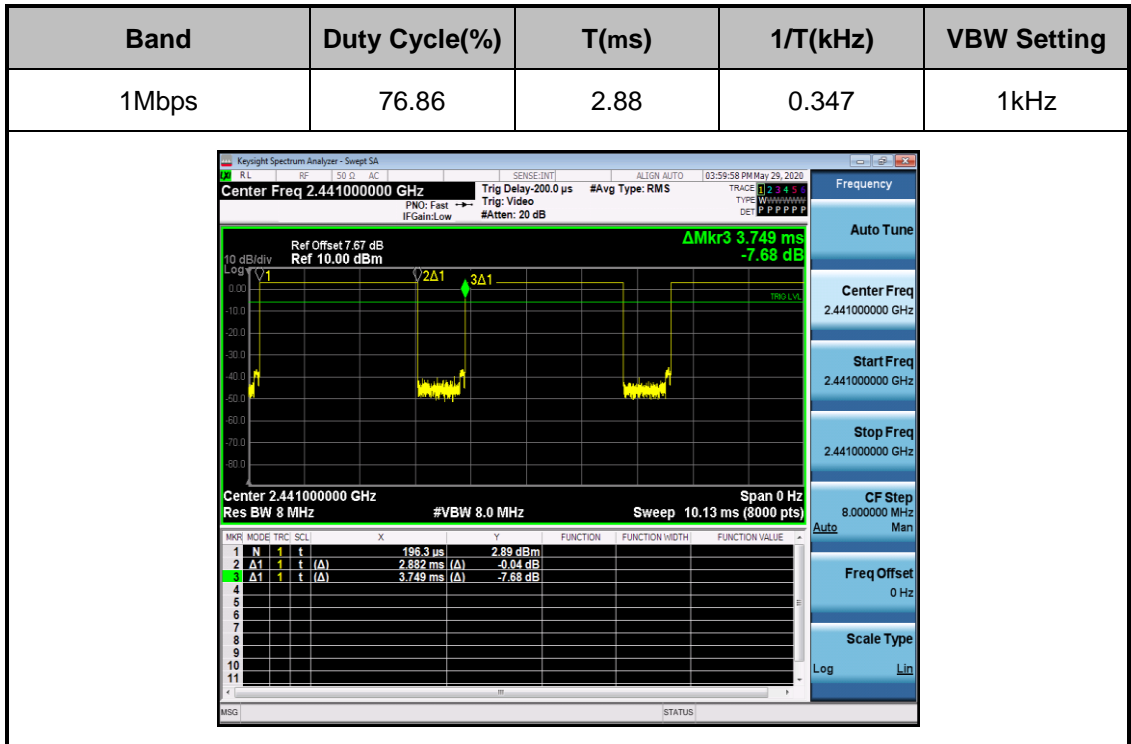 Band Duty Cycle(%) T(ms) 1/T(kHz) VBW Setting
1Mbps 76.86 2.88 0.347 1kHz
Keysight Spectrum Analyzer - Swept SA
RL RF 50 Ω AC SENSE:INT ALIGN AUTO 03:59:58 PM May 29, 2020
Center Freq 2.441000000 GHz Trig Delay-200.0 µs #Avg Type: RMS TRACE 1 2 3 4 5 6
PNO: Fast Trig: Video TYPE WWWWWW
IFGain:Low #Atten: 20 dB DET P P P P P P
Frequency
Auto Tune
Center Freq
2.441000000 GHz
Start Freq
2.441000000 GHz
Stop Freq
2.441000000 GHz
CF Step
8.000000 MHz
Auto Man
Freq Offset
0 Hz
Scale Type
Log Lin
ΔMkr3 3.749 ms
-7.68 dB
Ref Offset 7.67 dB
10 dB/div Ref 10.00 dBm
Log
1 2Δ1 3Δ1
0.00
TRIG LVL
-10.0
-20.0
-30.0
-40.0
-50.0
-60.0
-70.0
-80.0
Center 2.441000000 GHz Span 0 Hz
Res BW 8 MHz #VBW 8.0 MHz Sweep 10.13 ms (8000 pts)
MKR MODE TRC SCL X Y FUNCTION FUNCTION WIDTH FUNCTION VALUE
1 N 1 t 196.3 µs 2.89 dBm
2 Δ1 1 t (Δ) 2.882 ms (Δ) -0.04 dB
3 Δ1 1 t (Δ) 3.749 ms (Δ) -7.68 dB
4
5
6
7
8
9
10
11
MSG STATUS